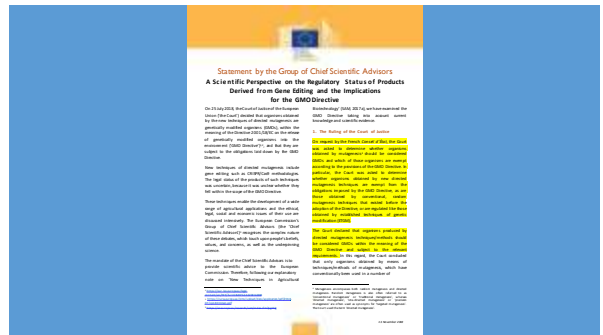 Statement by the Group of Chief Scientific Advisors
A Scientific Perspective on the Regulatory Status of Products
Derived from Gene Editing and the Implications
for the GMO Directive
On 25 July 2018, the Court of Justice of the European
Union ('the Court') decided that organisms obtained
by the new techniques of directed mutagenesis are
genetically modified organisms (GMOs), within the
meaning of the Directive 2001/18/EC on the release
of genetically modified organisms into the
environment ('GMO Directive'), and that they are
subject to the obligations laid down by the GMO
Directive.
New techniques of directed mutagenesis include
gene editing such as CRISPR/Cas9 methodologies.
The legal status of the products of such techniques
was uncertain, because it was unclear whether they
fell within the scope of the GMO Directive.
These techniques enable the development of a wide
range of agricultural applications and the ethical,
legal, social and economic issues of their use are
discussed intensively. The European Commission's
Group of Chief Scientific Advisors (the 'Chief
Scientific Advisors') recognises the complex nature
of these debates, which touch upon people's beliefs,
values, and concerns, as well as the underpinning
science.
The mandate of the Chief Scientific Advisors is to
provide scientific advice to the European
Commission. Therefore, following a explanatory
note on 'New Techniques in Agricultural
Biotechnology' (SAM, 2017a), we have examined the
GMO Directive taking into account current
knowledge and scientific evidence.
1. The Ruling of the Court of Justice
On request by the French Conseil d'État, the Court
was asked to determine whether organisms
obtained by mutagenesis should be considered
GMOs and which of those organisms are exempt
according to the provisions of the GMO Directive. In
particular, the Court was asked to determine
whether organisms obtained by new directed
mutagenesis techniques are exempt from the
obligations imposed by the GMO Directive, as are
those obtained by conventional, random
mutagenesis techniques that existed before the
adoption of the Directive, or are regulated like those
obtained by established techniques of genetic
modification (ETGM).
The Court declared that organisms produced by
directed mutagenesis techniques/methods should
be considered GMOs within the meaning of the
GMO Directive and subject to the relevant
requirements. In this regard, the Court concluded
that only organisms obtained by means of
techniques/methods of mutagenesis, which have
conventionally been used in a number of